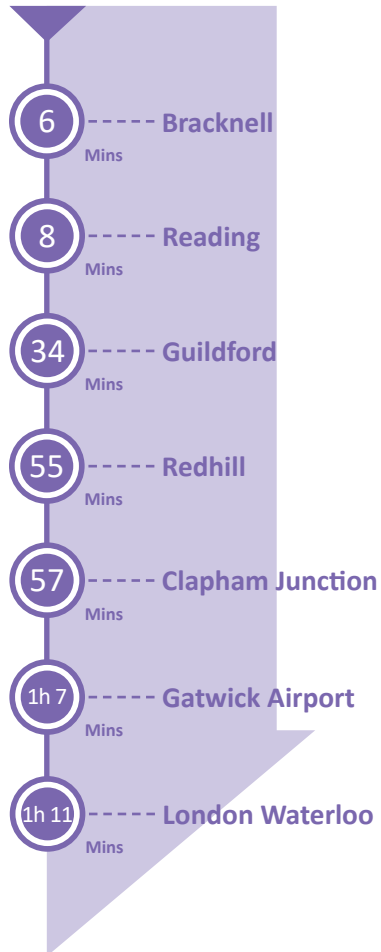 6 Bracknell
Mins
8 Reading
Mins
34 Guildford
Mins
55 Redhill
Mins
57 Clapham Junction
Mins
1h 7 Gatwick Airport
Mins
1h 11 London Waterloo
Mins